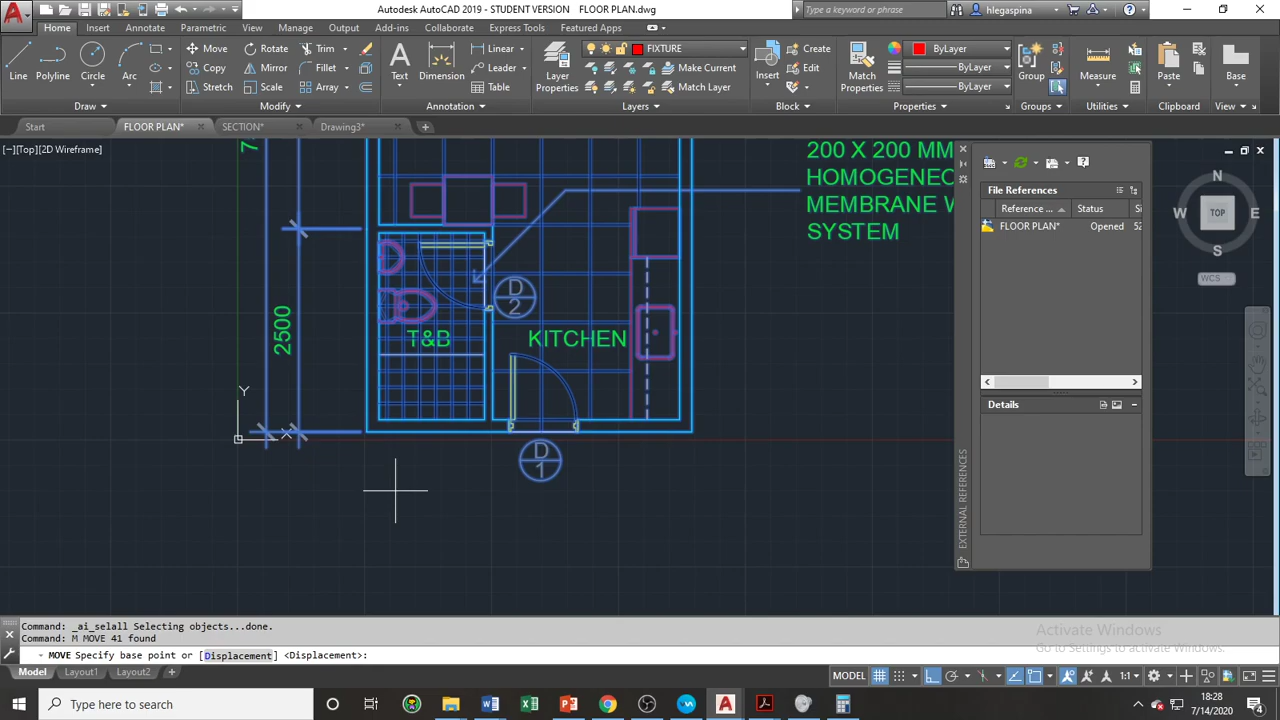 Autodesk AutoCAD 2019 - STUDENT VERSION FLOOR PLAN.dwg
Type a keyword or phrase
hlegaspina
Home Insert Annotate Parametric View Manage Output Add-ins Collaborate Express Tools Featured Apps
Line Polyline Circle Arc
Move Rotate Trim
Copy Mirror Fillet
Stretch Scale Array
Text Dimension
Linear
Leader
Table
Layer Properties
FIXTURE
Make Current
Match Layer
Insert
Create
Edit
Match Properties
ByLayer
ByLayer
ByLayer
Group
Measure
Paste
Base
Draw Modify Annotation Layers Block Properties Groups Utilities Clipboard View
Start FLOOR PLAN* SECTION* Drawing3*
[−][Top][2D Wireframe]
200 X 200 MM
HOMOGENEO
MEMBRANE W
SYSTEM
2500
D
2
T&B
KITCHEN
D
1
Y
X
File References
Reference ... Status Si
FLOOR PLAN* Opened 52
Details
EXTERNAL REFERENCES
N
W TOP E
S
WCS
Command: _ai_selall Selecting objects...done.
Command: M MOVE 41 found
MOVE Specify base point or [Displacement] <Displacement>:
Activate Windows
Go to Settings to activate Windows.
Model Layout1 Layout2 +
MODEL
1:1
Type here to search
18:28
7/14/2020
4